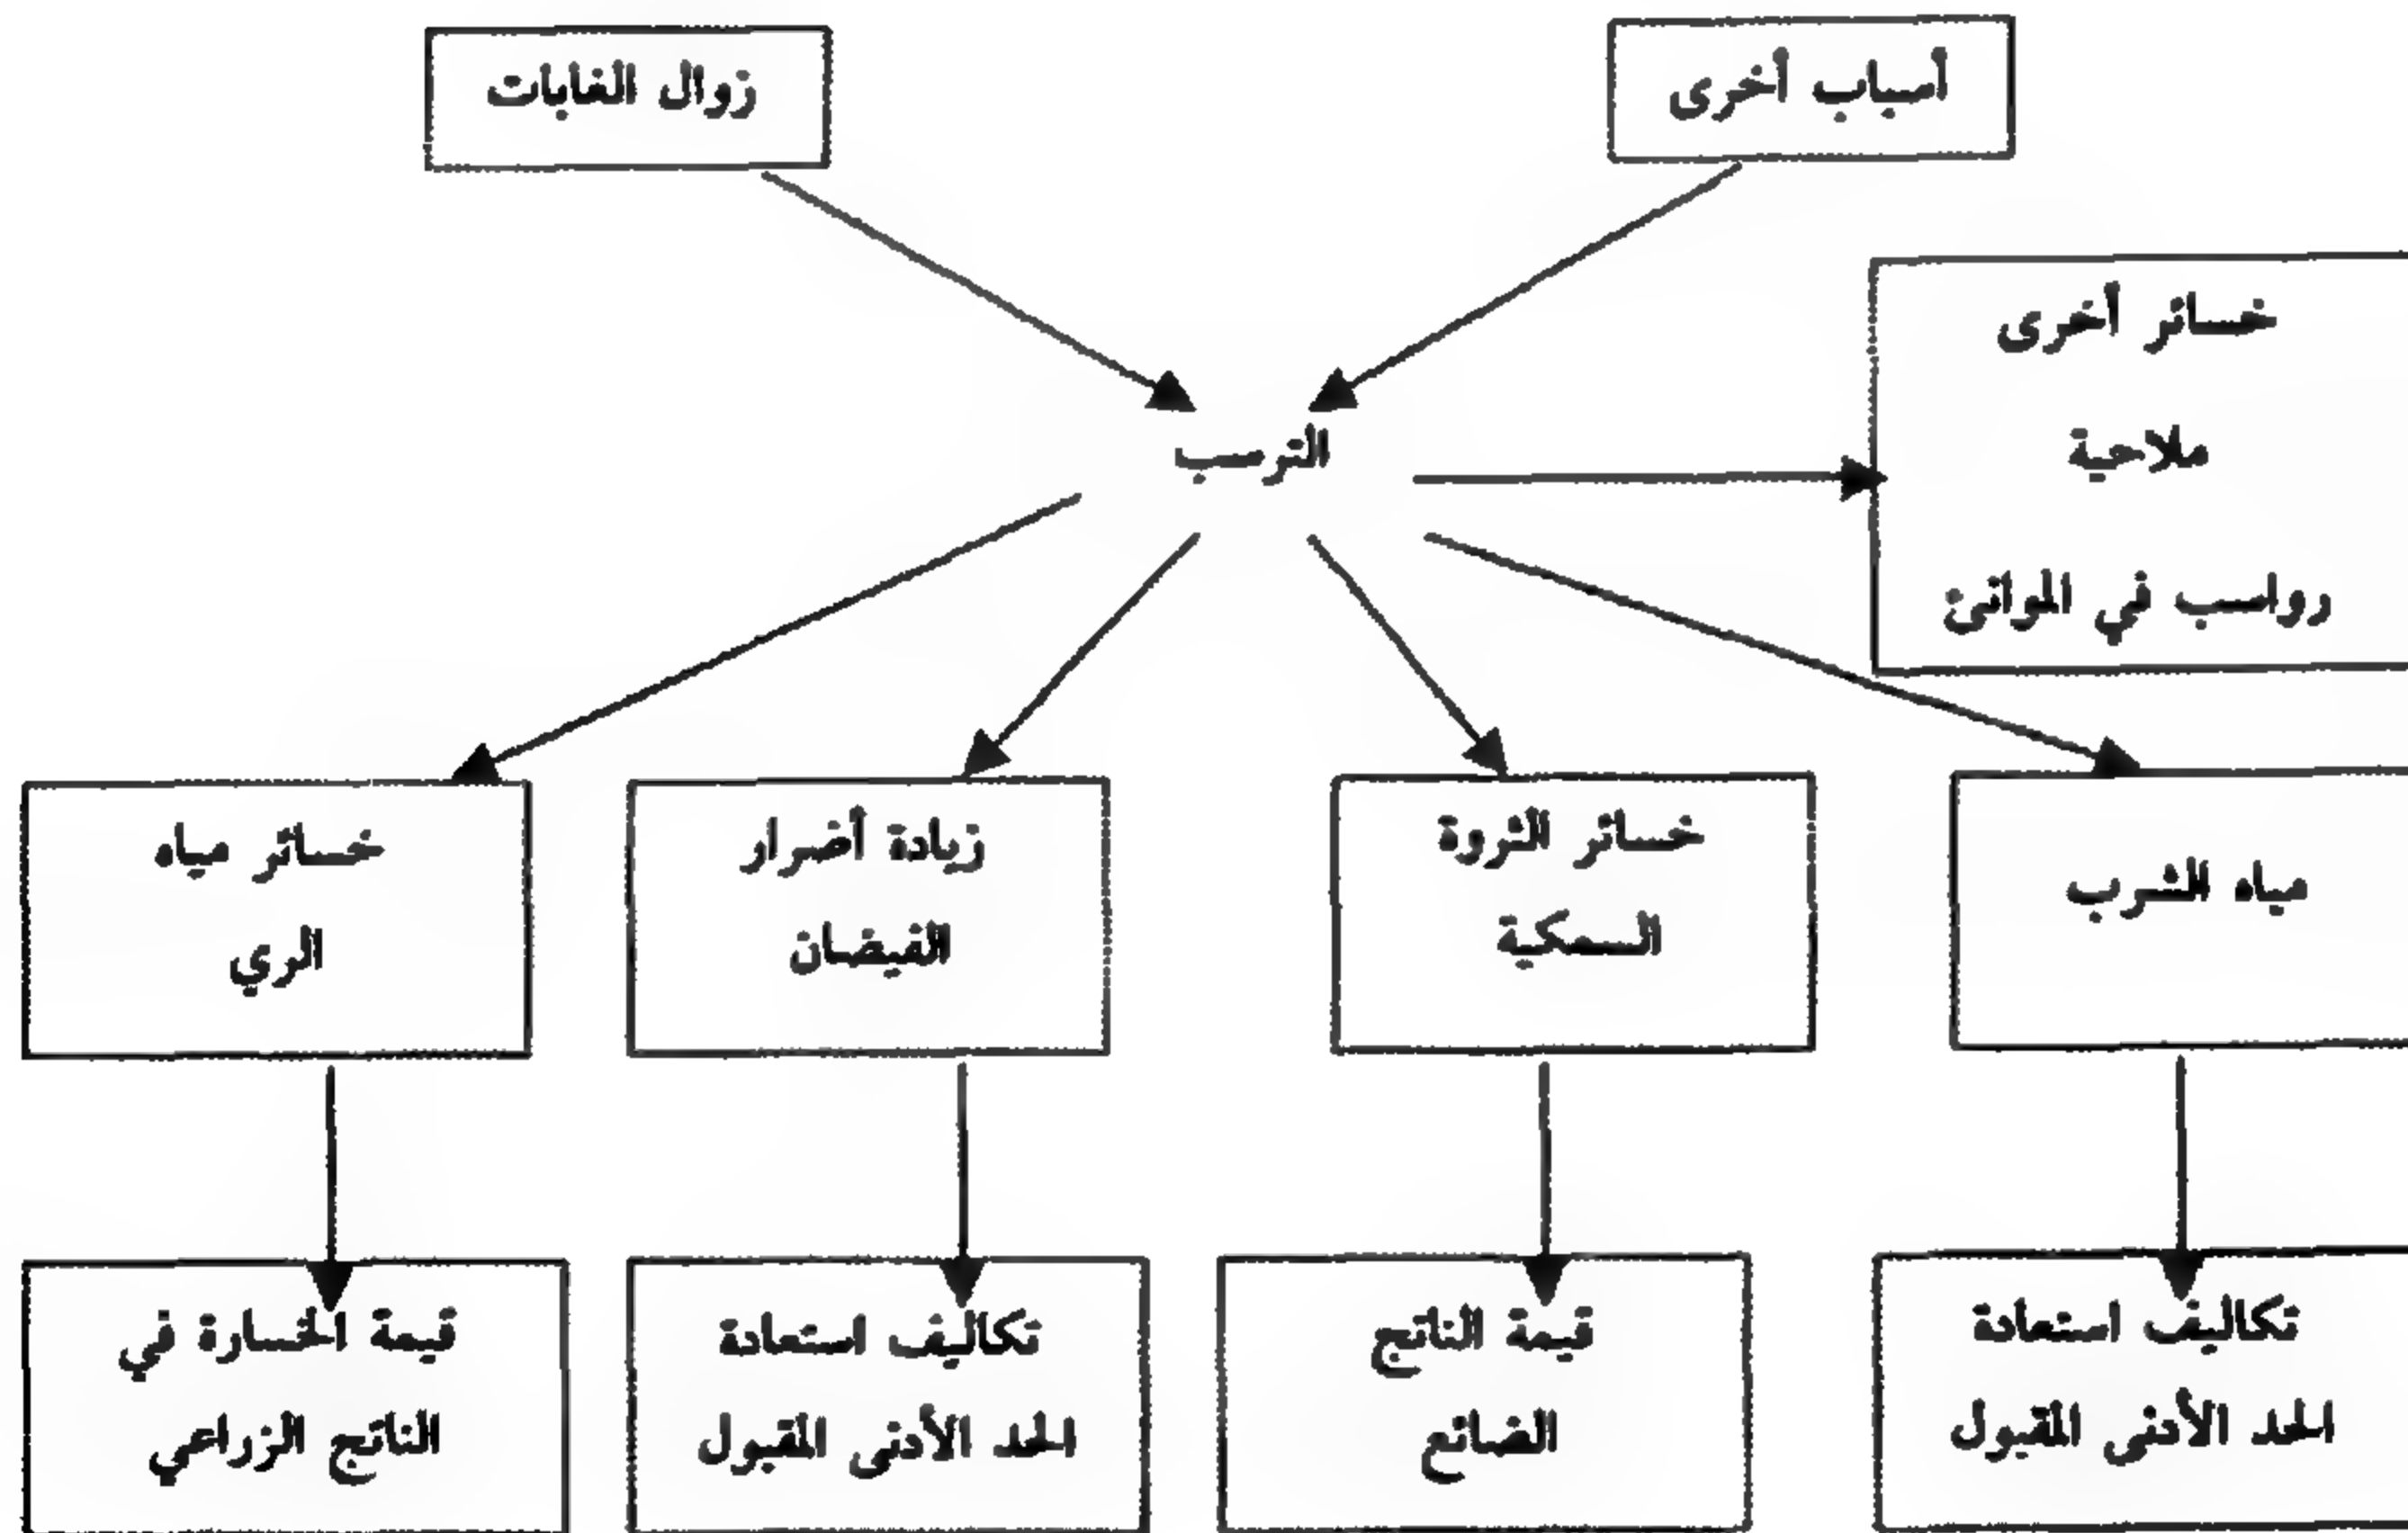 أسباب أخرى
زوال الغابات
الترسب
خسائر أخرى
ملاحية
رواسب في الموانئ
مياه الشرب
خسائر الثروة
السمكية
زيادة أضرار
الفيضان
خسائر مياه
الري
تكاليف استعادة
الحد الأدنى المقبول
قيمة الناتج
الضائع
تكاليف استعادة
الحد الأدنى المقبول
قيمة الخسارة في
الناتج الزراعي